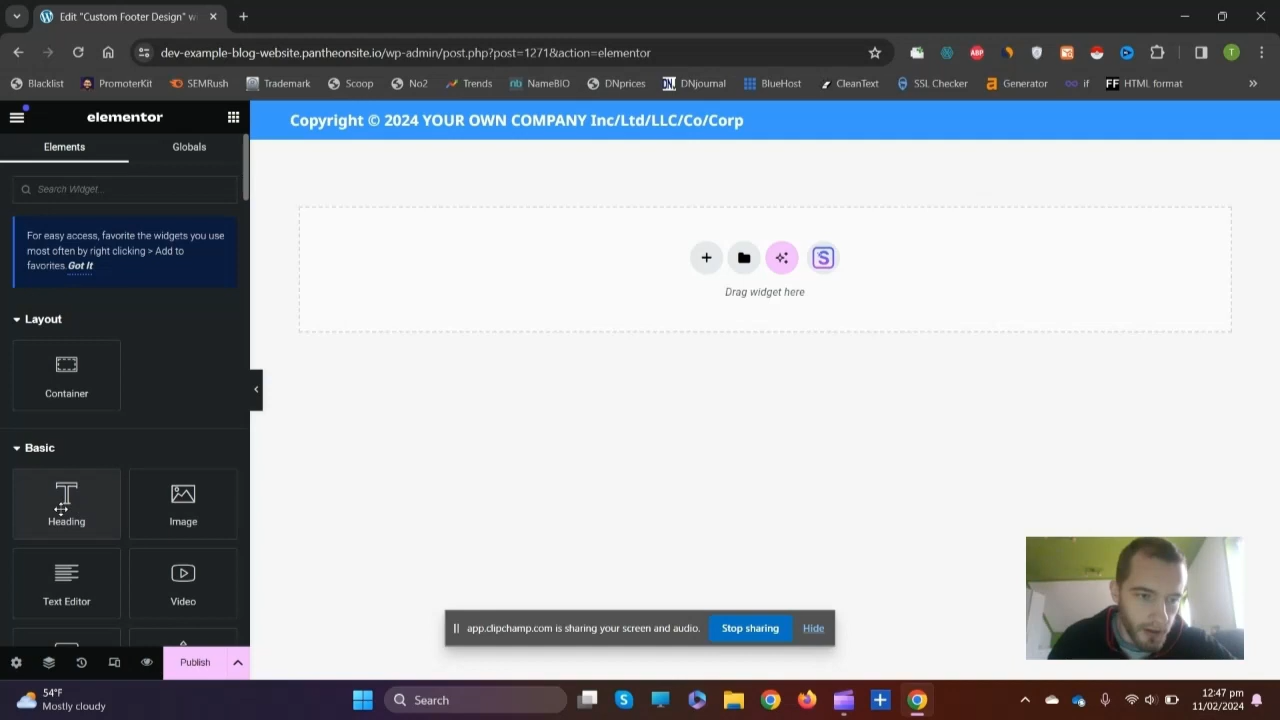 Edit "Custom Footer Design" w
dev-example-blog-website.pantheonsite.io/wp-admin/post.php?post=1271&action=elementor
ABP
T
Blacklist PromoterKit SEMRush Trademark Scoop No2 Trends nb NameBIO DNprices DNjournal BlueHost CleanText SSL Checker Generator if FF HTML format
elementor
Elements Globals
Search Widget...
For easy access, favorite the widgets you use
most often by right clicking > Add to
favorites. Got It
Layout
Container
Basic
Heading Image
Text Editor Video
Publish
Copyright © 2024 YOUR OWN COMPANY Inc/Ltd/LLC/Co/Corp
Drag widget here
app.clipchamp.com is sharing your screen and audio. Stop sharing Hide
54°F
Mostly cloudy
Search
12:47 pm
11/02/2024